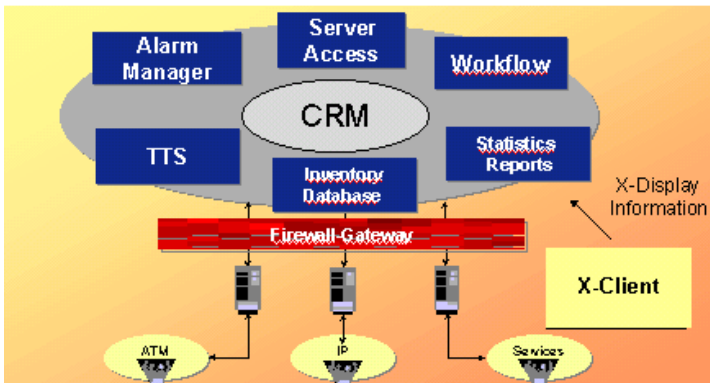 Alarm
Manager
Server
Access
Workflow
CRM
TTS
Inventory
Database
Statistics
Reports
X-Display
Information
Firewall-Gateway
X-Client
ATM
IP
Services